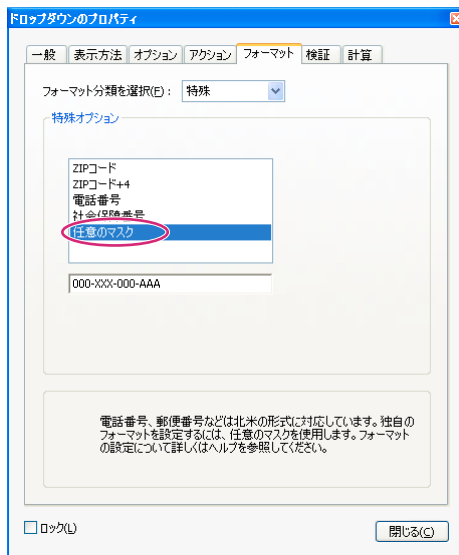 ドロップダウンのプロパティ
一般 表示方法 オプション アクション フォーマット 検証 計算
フォーマット分類を選択(F)： 特殊
特殊オプション
ZIPコード
ZIPコード+4
電話番号
社会保障番号
任意のマスク
000-XXX-000-AAA
電話番号、郵便番号などは北米の形式に対応しています。独自の
フォーマットを設定するには、任意のマスクを使用します。フォーマット
の設定について詳しくはヘルプを参照してください。
ロック(L) 閉じる(C)